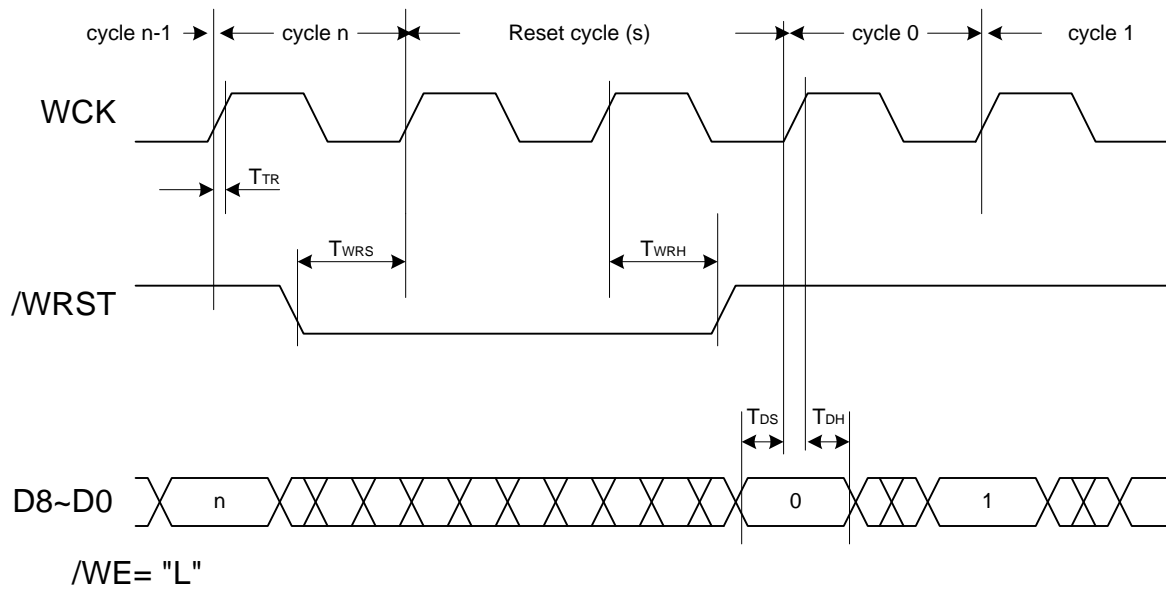 cycle n-1 cycle n Reset cycle (s) cycle 0 cycle 1
WCK
TTR
TWRS TWRH
/WRST
TDS TDH
D8~D0 n 0 1
/WE= "L"